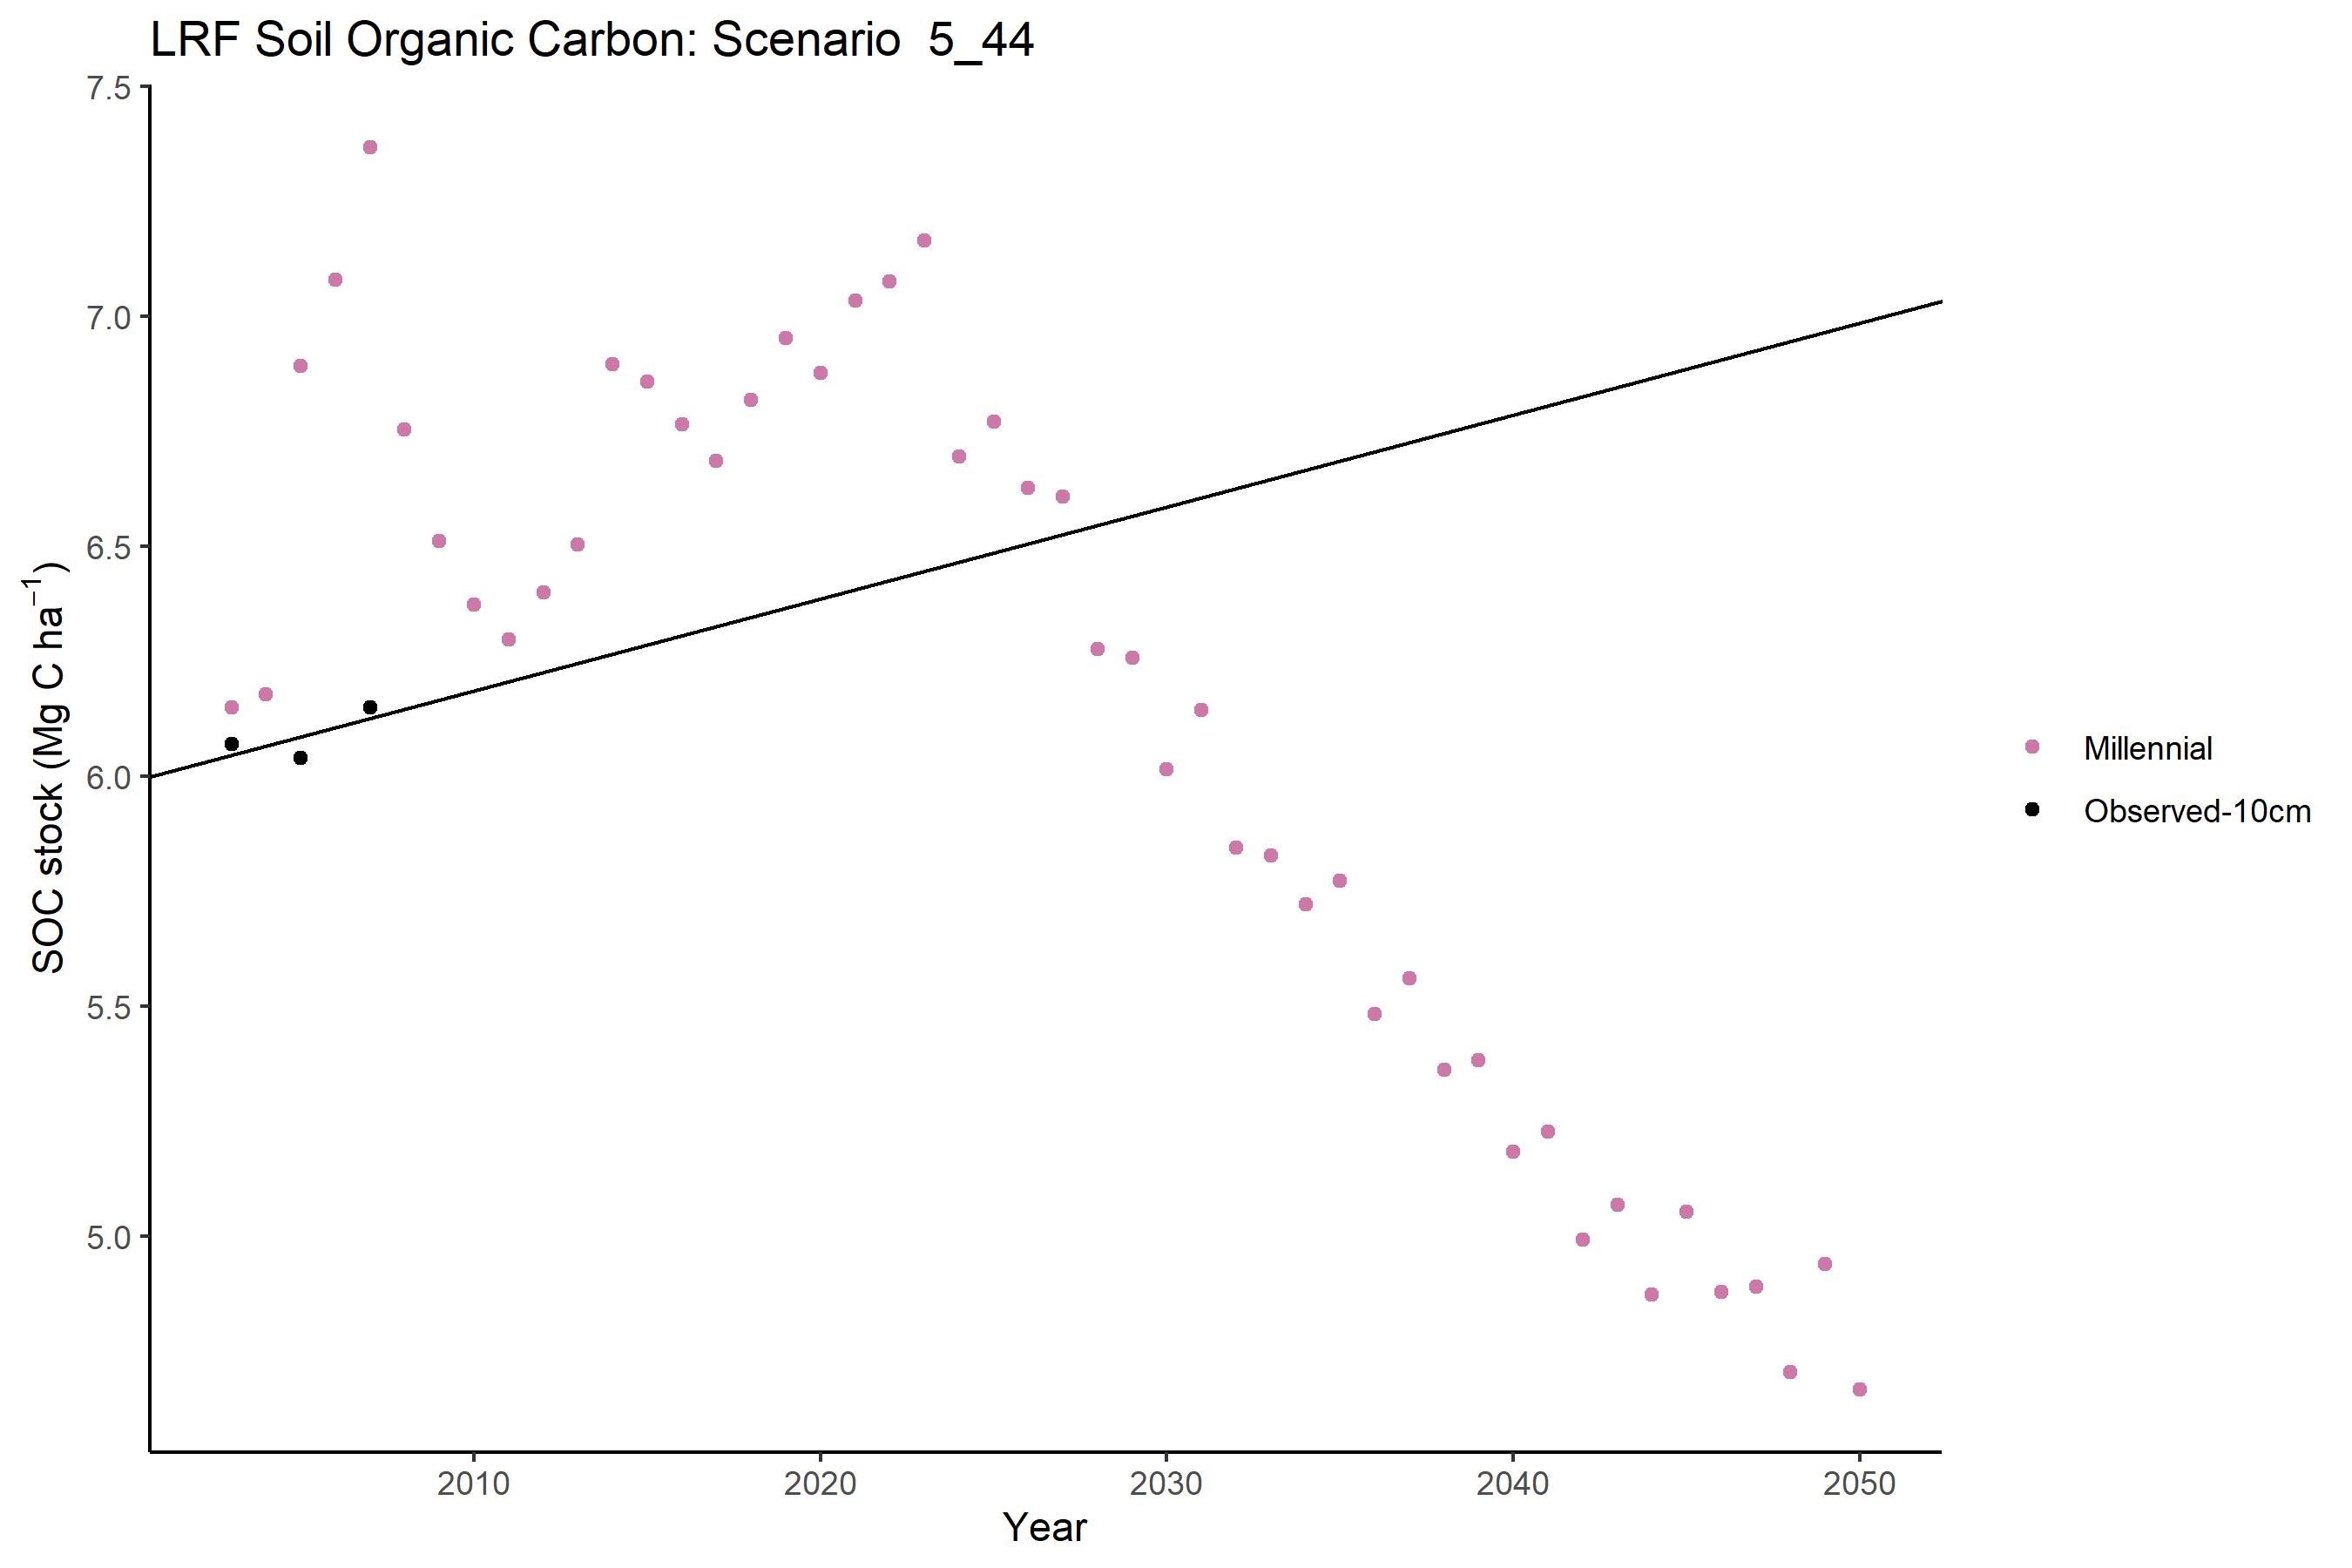 LRF Soil Organic Carbon: Scenario  5_44
7.5
7.0
6.5
6.0
5.5
5.0
SOC stock (Mg C ha⁻¹)
2010 2020 2030 2040 2050
Year
Millennial
Observed-10cm